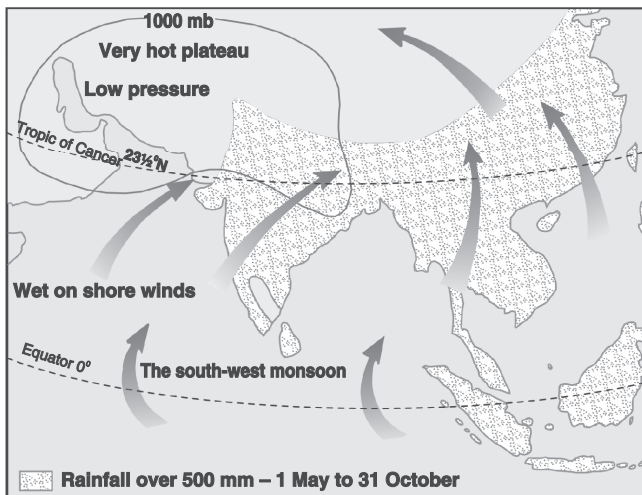 1000 mb
Very hot plateau
Low pressure
Tropic of Cancer 23½°N
Wet on shore winds
Equator 0°
The south-west monsoon
Rainfall over 500 mm – 1 May to 31 October